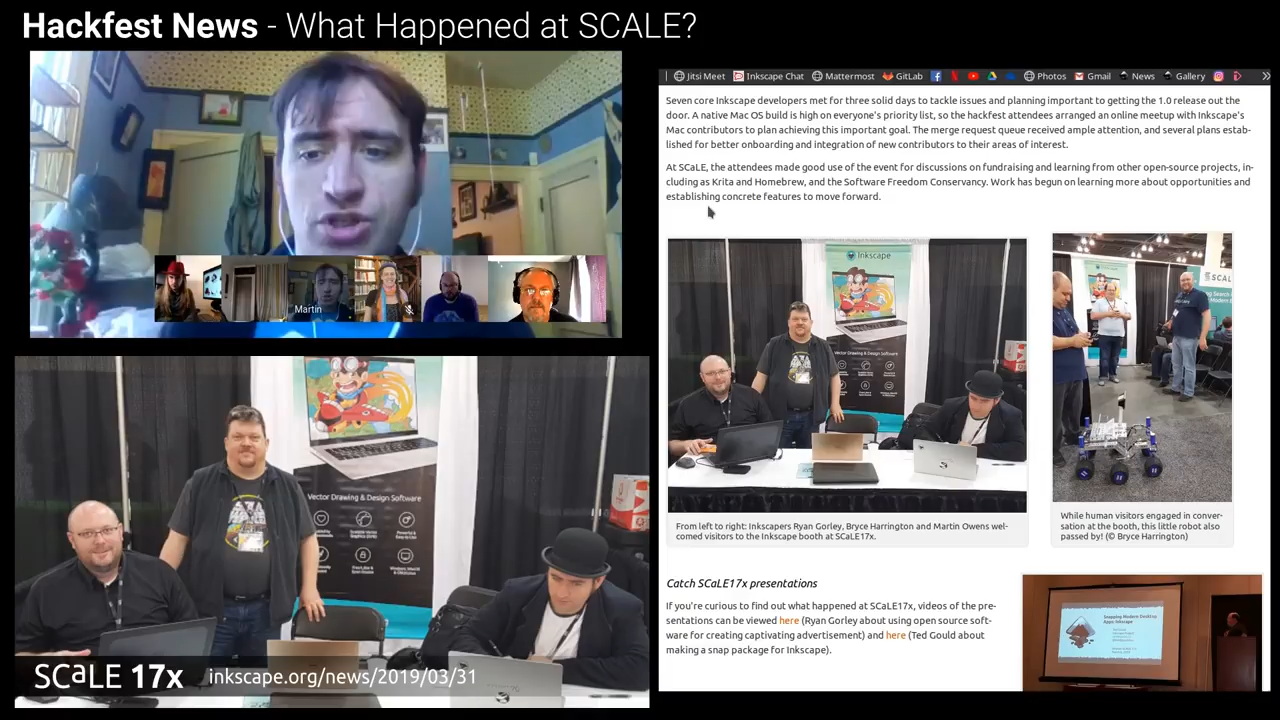 Hackfest News - What Happened at SCALE?
Martin
Vector Drawing & Design Software
SCaLE 17x
inkscape.org/news/2019/03/31
Jitsi Meet
Inkscape Chat
Mattermost
GitLab
Photos
Gmail
News
Gallery
Seven core Inkscape developers met for three solid days to tackle issues and planning important to getting the 1.0 release out the
door. A native Mac OS build is high on everyone's priority list, so the hackfest attendees arranged an online meetup with Inkscape's
Mac contributors to plan achieving this important goal. The merge request queue received ample attention, and several plans estab-
lished for better onboarding and integration of new contributors to their areas of interest.
At SCaLE, the attendees made good use of the event for discussions on fundraising and learning from other open-source projects, in-
cluding as Krita and Homebrew, and the Software Freedom Conservancy. Work has begun on learning more about opportunities and
establishing concrete features to move forward.
Inkscape
Vector Drawing & Design Software
SCAL
From left to right: Inkscapers Ryan Gorley, Bryce Harrington and Martin Owens wel-
comed visitors to the Inkscape booth at SCaLE17x.
While human visitors engaged in conver-
sation at the booth, this little robot also
passed by! (© Bryce Harrington)
Catch SCaLE17x presentations
If you're curious to find out what happened at SCaLE17x, videos of the pre-
sentations can be viewed here (Ryan Gorley about using open source soft-
ware for creating captivating advertisement) and here (Ted Gould about
making a snap package for Inkscape).
Snapping Modern Desktop
Apps: Inkscape